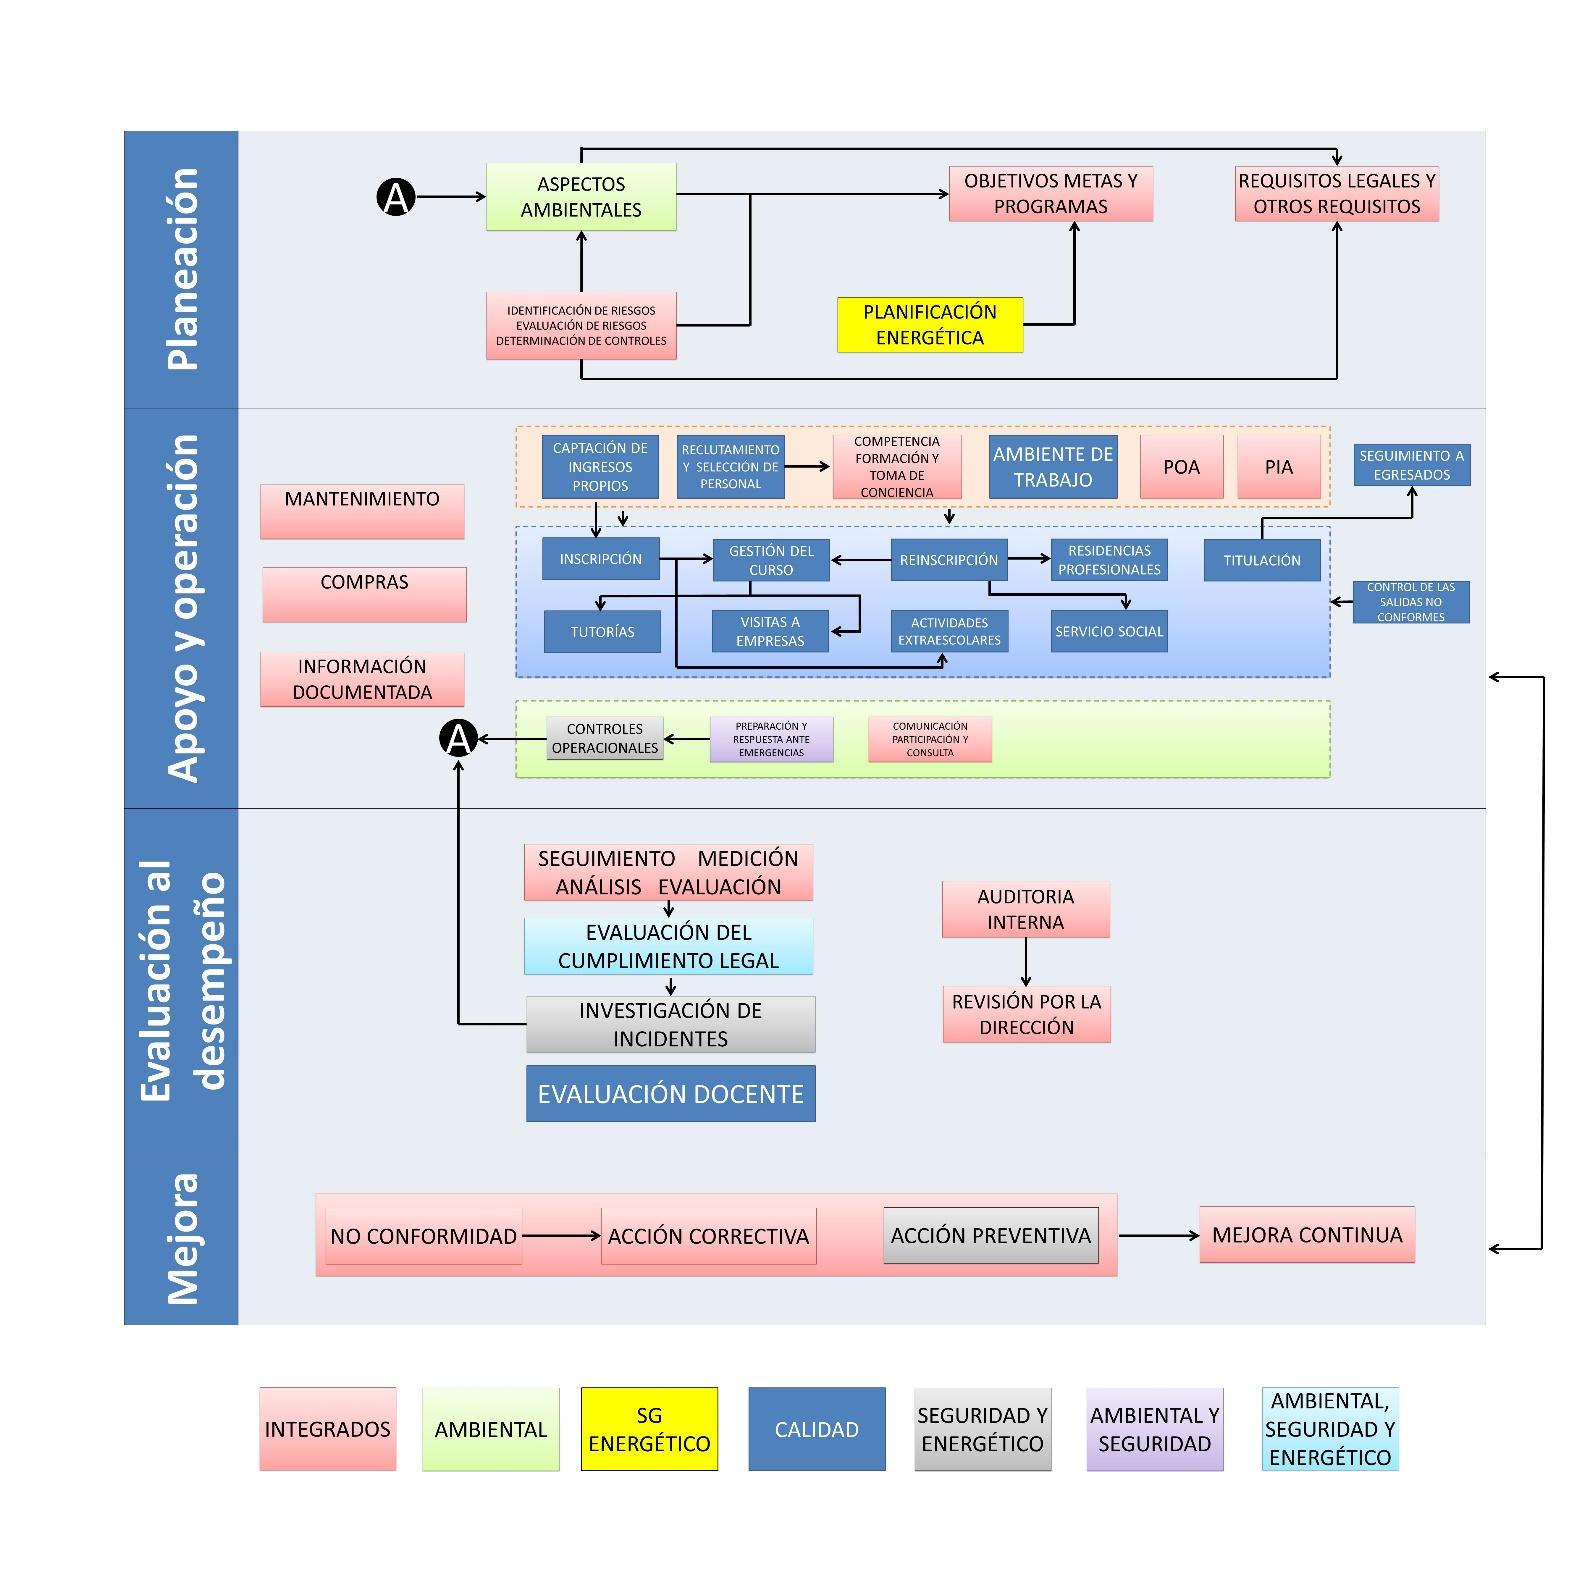 Planeación
A
ASPECTOS
AMBIENTALES
OBJETIVOS METAS Y
PROGRAMAS
REQUISITOS LEGALES Y
OTROS REQUISITOS
IDENTIFICACIÓN DE RIESGOS
EVALUACIÓN DE RIESGOS
DETERMINACIÓN DE CONTROLES
PLANIFICACIÓN
ENERGÉTICA
Apoyo y operación
MANTENIMIENTO
COMPRAS
INFORMACIÓN
DOCUMENTADA
CAPTACIÓN DE
INGRESOS
PROPIOS
RECLUTAMIENTO
Y SELECCIÓN DE
PERSONAL
COMPETENCIA
FORMACIÓN Y
TOMA DE
CONCIENCIA
AMBIENTE DE
TRABAJO
POA
PIA
SEGUIMIENTO A
EGRESADOS
INSCRIPCIÓN
GESTIÓN DEL
CURSO
REINSCRIPCIÓN
RESIDENCIAS
PROFESIONALES
TITULACIÓN
TUTORÍAS
VISITAS A
EMPRESAS
ACTIVIDADES
EXTRAESCOLARES
SERVICIO SOCIAL
CONTROL DE LAS
SALIDAS NO
CONFORMES
A
CONTROLES
OPERACIONALES
PREPARACIÓN Y
RESPUESTA ANTE
EMERGENCIAS
COMUNICACIÓN
PARTICIPACIÓN Y
CONSULTA
Evaluación al
desempeño
SEGUIMIENTO MEDICIÓN
ANÁLISIS EVALUACIÓN
EVALUACIÓN DEL
CUMPLIMIENTO LEGAL
INVESTIGACIÓN DE
INCIDENTES
EVALUACIÓN DOCENTE
AUDITORIA
INTERNA
REVISIÓN POR LA
DIRECCIÓN
Mejora
NO CONFORMIDAD
ACCIÓN CORRECTIVA
ACCIÓN PREVENTIVA
MEJORA CONTINUA
INTEGRADOS
AMBIENTAL
SG
ENERGÉTICO
CALIDAD
SEGURIDAD Y
ENERGÉTICO
AMBIENTAL Y
SEGURIDAD
AMBIENTAL,
SEGURIDAD Y
ENERGÉTICO